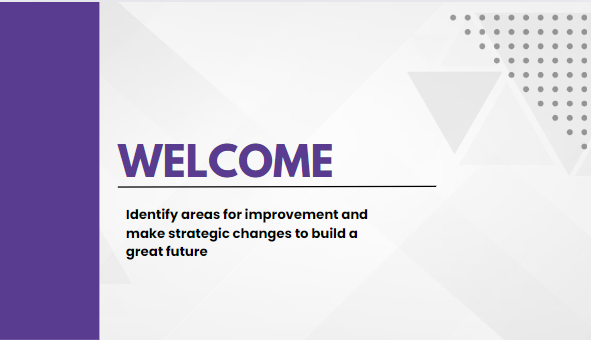 WELCOME
Identify areas for improvement and
make strategic changes to build a
great future